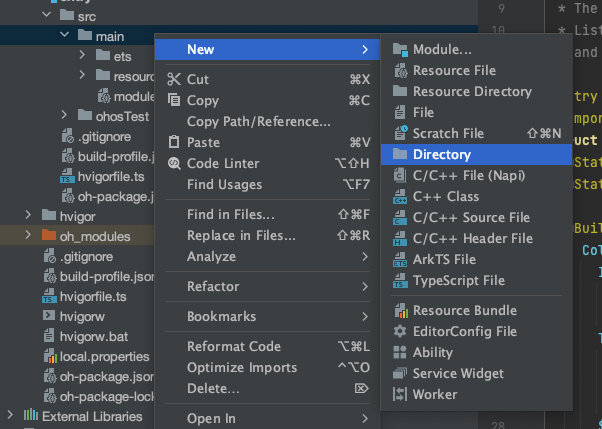 src
main
ets
resour
module
ohosTest
.gitignore
build-profile.j
hvigorfile.ts
oh-package.j
hvigor
oh_modules
.gitignore
build-profile.json
hvigorfile.ts
hvigorw
hvigorw.bat
local.properties
oh-package.json
oh-package-lock
External Libraries
New
Cut ⌘X
Copy ⌘C
Copy Path/Reference...
Paste ⌘V
Code Linter ⌥⇧H
Find Usages ⌥F7
Find in Files... ⇧⌘F
Replace in Files... ⇧⌘R
Analyze
Refactor
Bookmarks
Reformat Code ⌥⌘L
Optimize Imports ^⌥O
Delete... ⌦
Open In
Module...
Resource File
Resource Directory
File
Scratch File ⇧⌘N
Directory
C/C++ File (Napi)
C++ Class
C/C++ Source File
C/C++ Header File
ArkTS File
TypeScript File
Resource Bundle
EditorConfig File
Ability
Service Widget
Worker
9 * The
10 * List
and
try
mpor
uct
Stat
Stat
Buil
Col
28